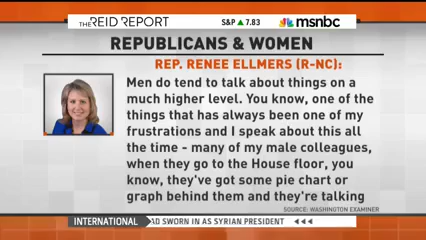 THE REID REPORT
S&P ▲ 7.83
msnbc
REPUBLICANS & WOMEN
REP. RENEE ELLMERS (R-NC):
Men do tend to talk about things on a
much higher level. You know, one of the
things that has always been one of my
frustrations and I speak about this all
the time - many of my male colleagues,
when they go to the House floor, you
know, they've got some pie chart or
graph behind them and they're talking
SOURCE: WASHINGTON EXAMINER
INTERNATIONAL
AD SWORN IN AS SYRIAN PRESIDENT